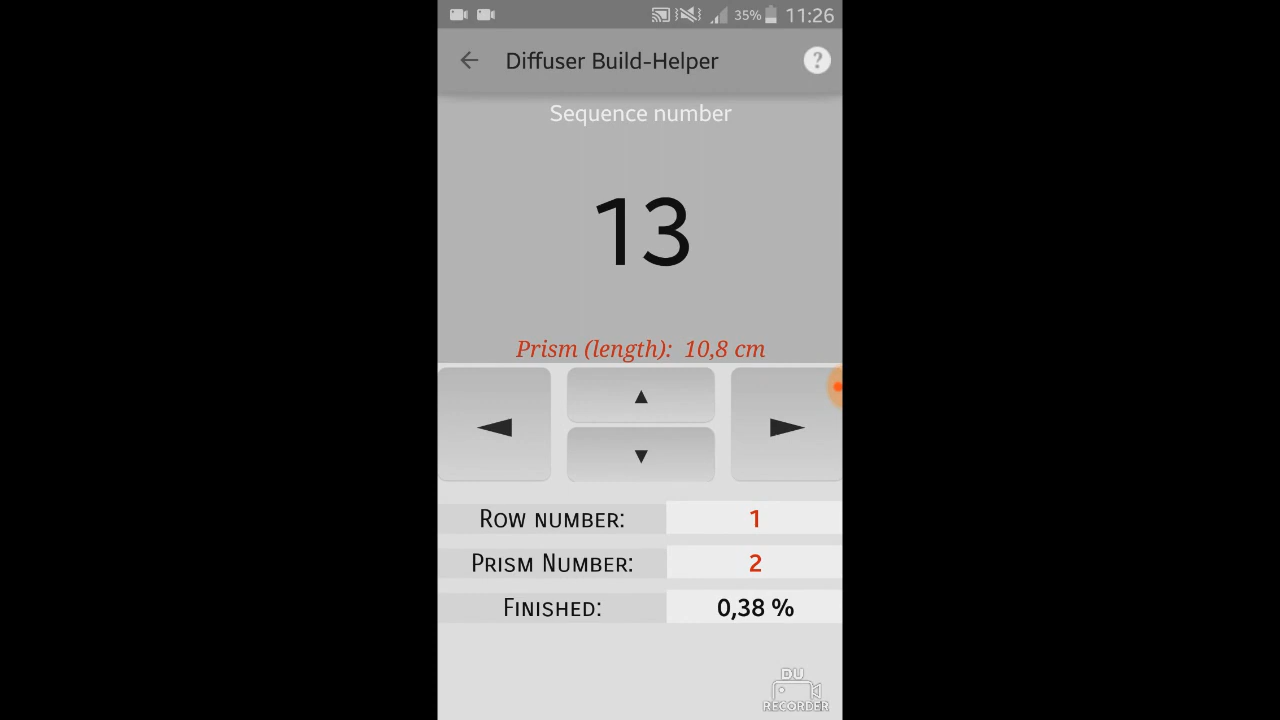 35% 11:26
Diffuser Build-Helper ?
Sequence number
13
Prism (length): 10,8 cm
Row number: 1
Prism Number: 2
Finished: 0,38 %
DU
RECORDER